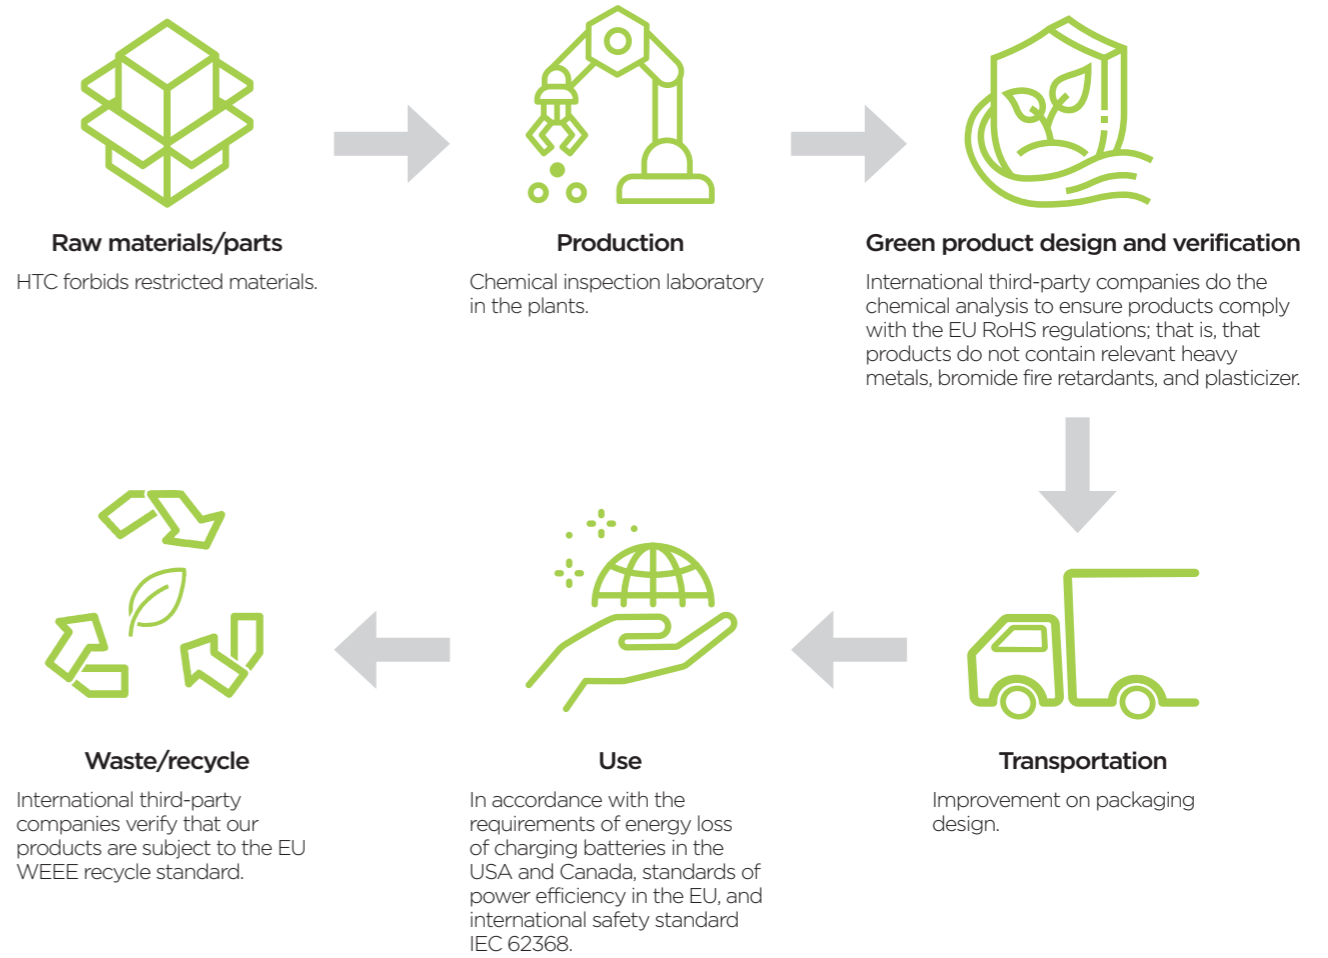 Raw materials/parts
HTC forbids restricted materials.
Production
Chemical inspection laboratory
in the plants.
Green product design and verification
International third-party companies do the
chemical analysis to ensure products comply
with the EU RoHS regulations; that is, that
products do not contain relevant heavy
metals, bromide fire retardants, and plasticizer.
Transportation
Improvement on packaging
design.
Use
In accordance with the
requirements of energy loss
of charging batteries in the
USA and Canada, standards of
power efficiency in the EU, and
international safety standard
IEC 62368.
Waste/recycle
International third-party
companies verify that our
products are subject to the EU
WEEE recycle standard.